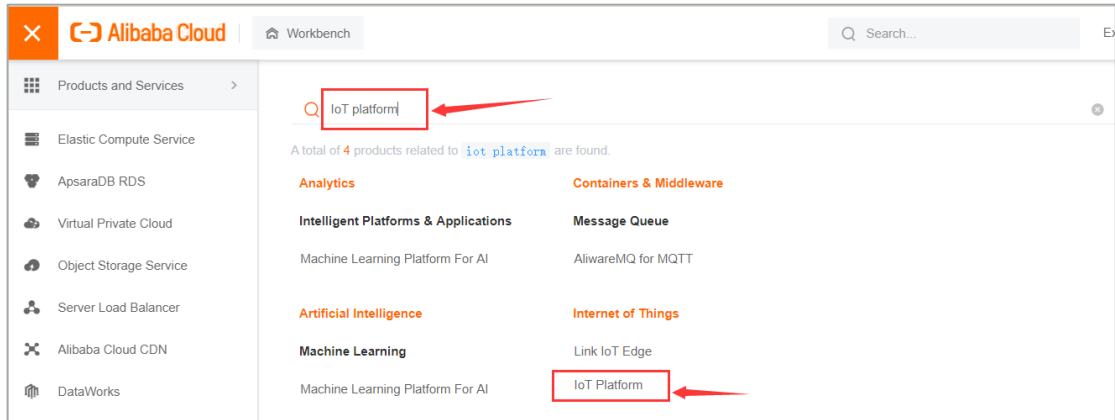 Alibaba Cloud
Workbench
Search...
Ex
Products and Services
Elastic Compute Service
ApsaraDB RDS
Virtual Private Cloud
Object Storage Service
Server Load Balancer
Alibaba Cloud CDN
DataWorks
IoT platform
A total of 4 products related to iot platform are found.
Analytics
Intelligent Platforms & Applications
Machine Learning Platform For AI
Containers & Middleware
Message Queue
AliwareMQ for MQTT
Artificial Intelligence
Machine Learning
Machine Learning Platform For AI
Internet of Things
Link IoT Edge
IoT Platform